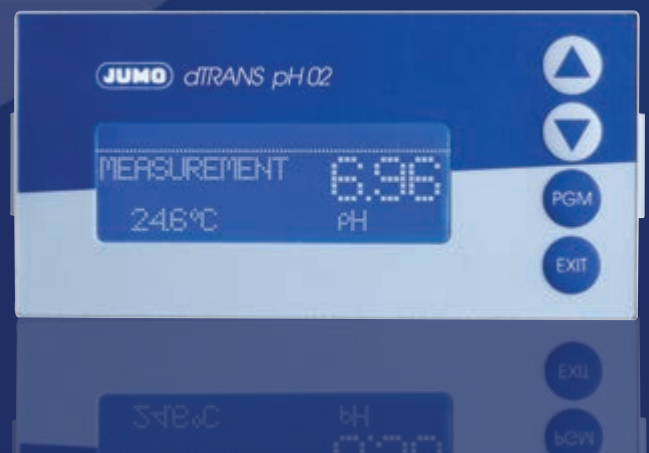 JUMO dTRANS pH 02
MEASUREMENT 6.96
24.6°C pH
PGM
EXIT